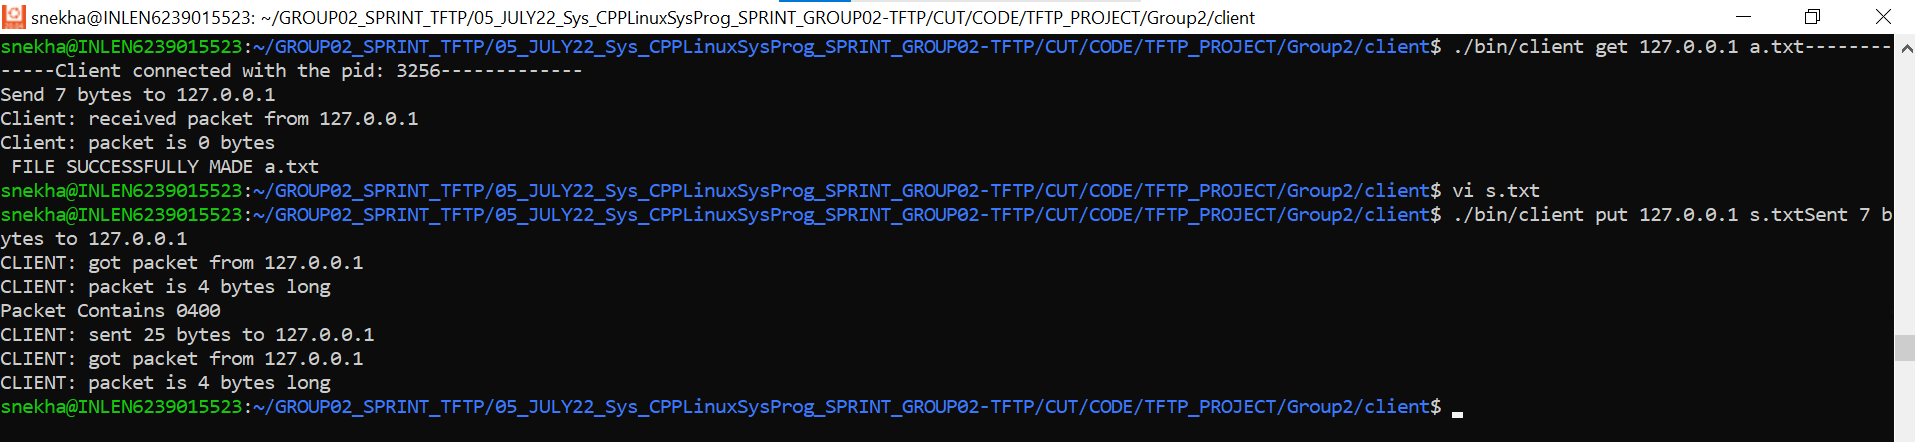 snekha@INLEN6239015523: ~/GROUP02_SPRINT_TFTP/05_JULY22_Sys_CPPLinuxSysProg_SPRINT_GROUP02-TFTP/CUT/CODE/TFTP_PROJECT/Group2/client
snekha@INLEN6239015523:~/GROUP02_SPRINT_TFTP/05_JULY22_Sys_CPPLinuxSysProg_SPRINT_GROUP02-TFTP/CUT/CODE/TFTP_PROJECT/Group2/client$ ./bin/client get 127.0.0.1 a.txt--------
-----Client connected with the pid: 3256-------------
Send 7 bytes to 127.0.0.1
Client: received packet from 127.0.0.1
Client: packet is 0 bytes
 FILE SUCCESSFULLY MADE a.txt
snekha@INLEN6239015523:~/GROUP02_SPRINT_TFTP/05_JULY22_Sys_CPPLinuxSysProg_SPRINT_GROUP02-TFTP/CUT/CODE/TFTP_PROJECT/Group2/client$ vi s.txt
snekha@INLEN6239015523:~/GROUP02_SPRINT_TFTP/05_JULY22_Sys_CPPLinuxSysProg_SPRINT_GROUP02-TFTP/CUT/CODE/TFTP_PROJECT/Group2/client$ ./bin/client put 127.0.0.1 s.txtSent 7 b
ytes to 127.0.0.1
CLIENT: got packet from 127.0.0.1
CLIENT: packet is 4 bytes long
Packet Contains 0400
CLIENT: sent 25 bytes to 127.0.0.1
CLIENT: got packet from 127.0.0.1
CLIENT: packet is 4 bytes long
snekha@INLEN6239015523:~/GROUP02_SPRINT_TFTP/05_JULY22_Sys_CPPLinuxSysProg_SPRINT_GROUP02-TFTP/CUT/CODE/TFTP_PROJECT/Group2/client$